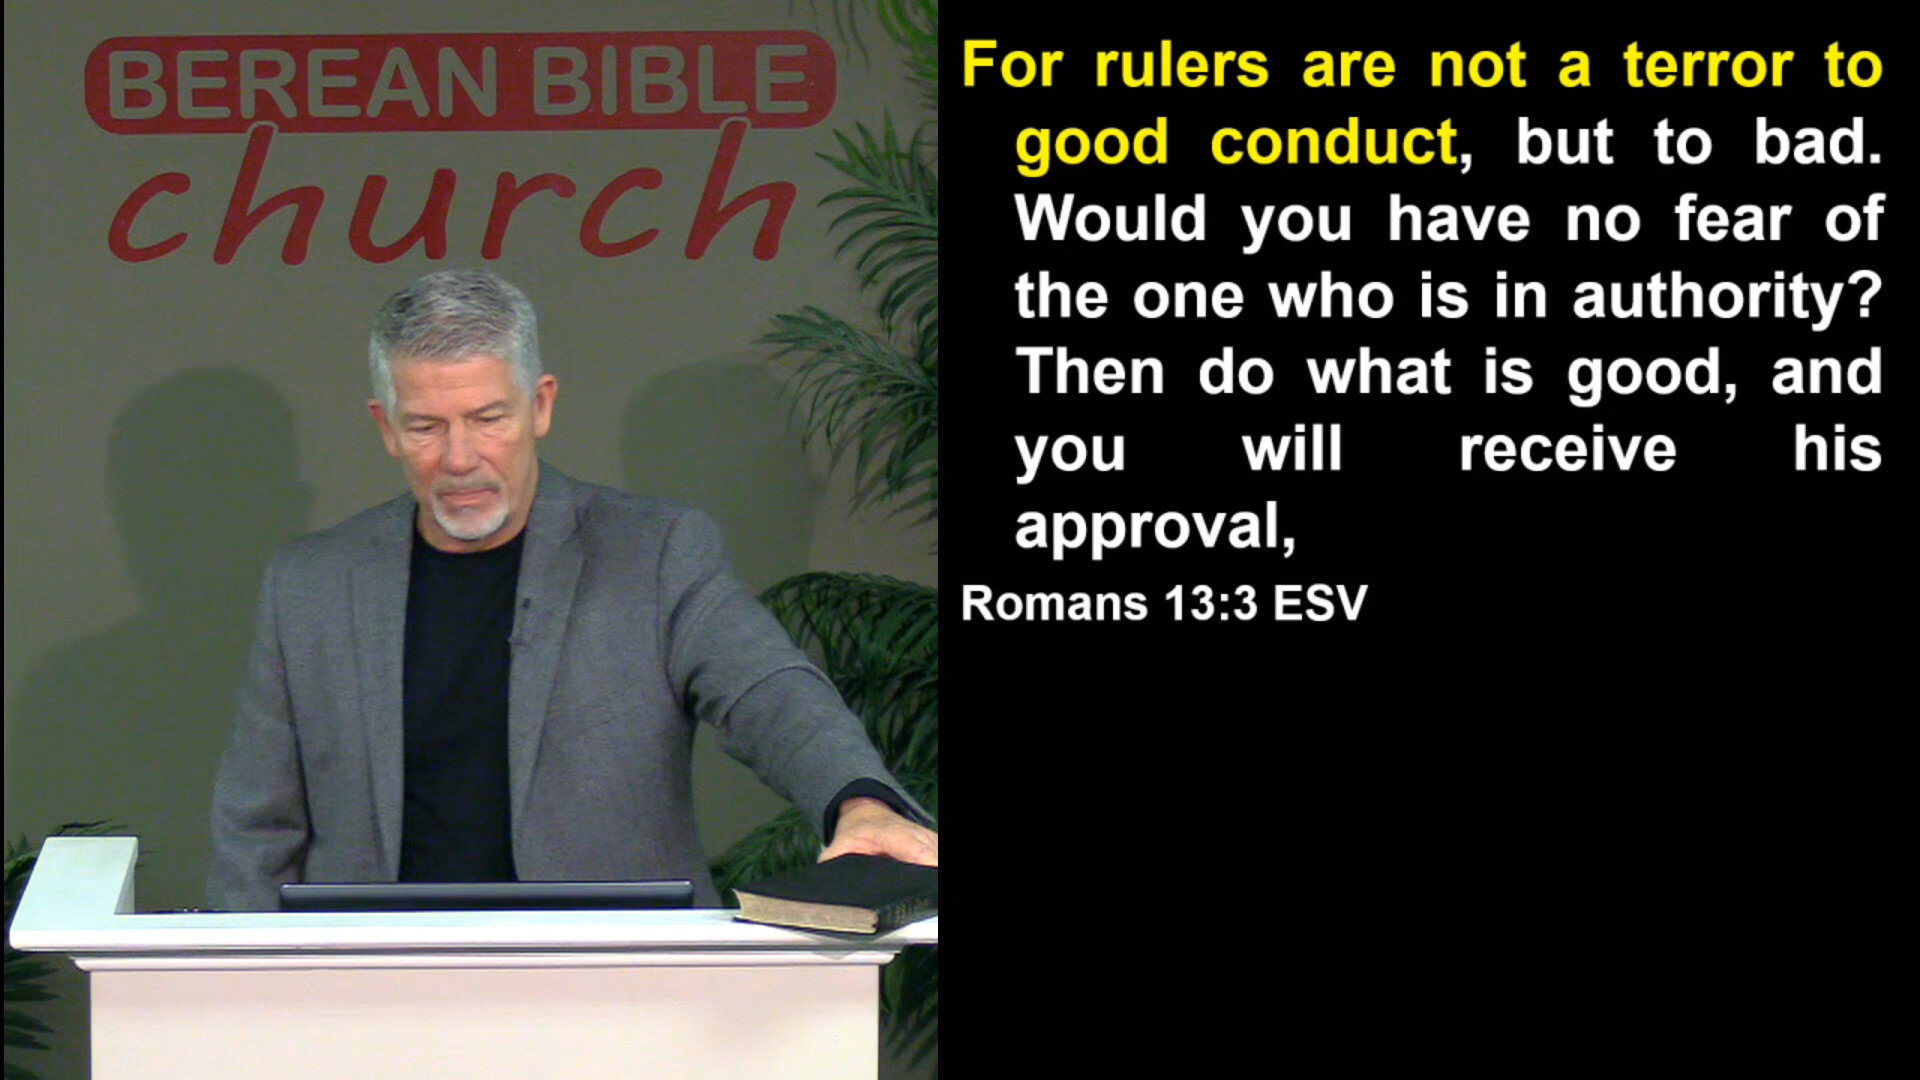 BEREAN BIBLE
church
For rulers are not a terror to
good conduct, but to bad.
Would you have no fear of
the one who is in authority?
Then do what is good, and
you will receive his
approval,
Romans 13:3 ESV